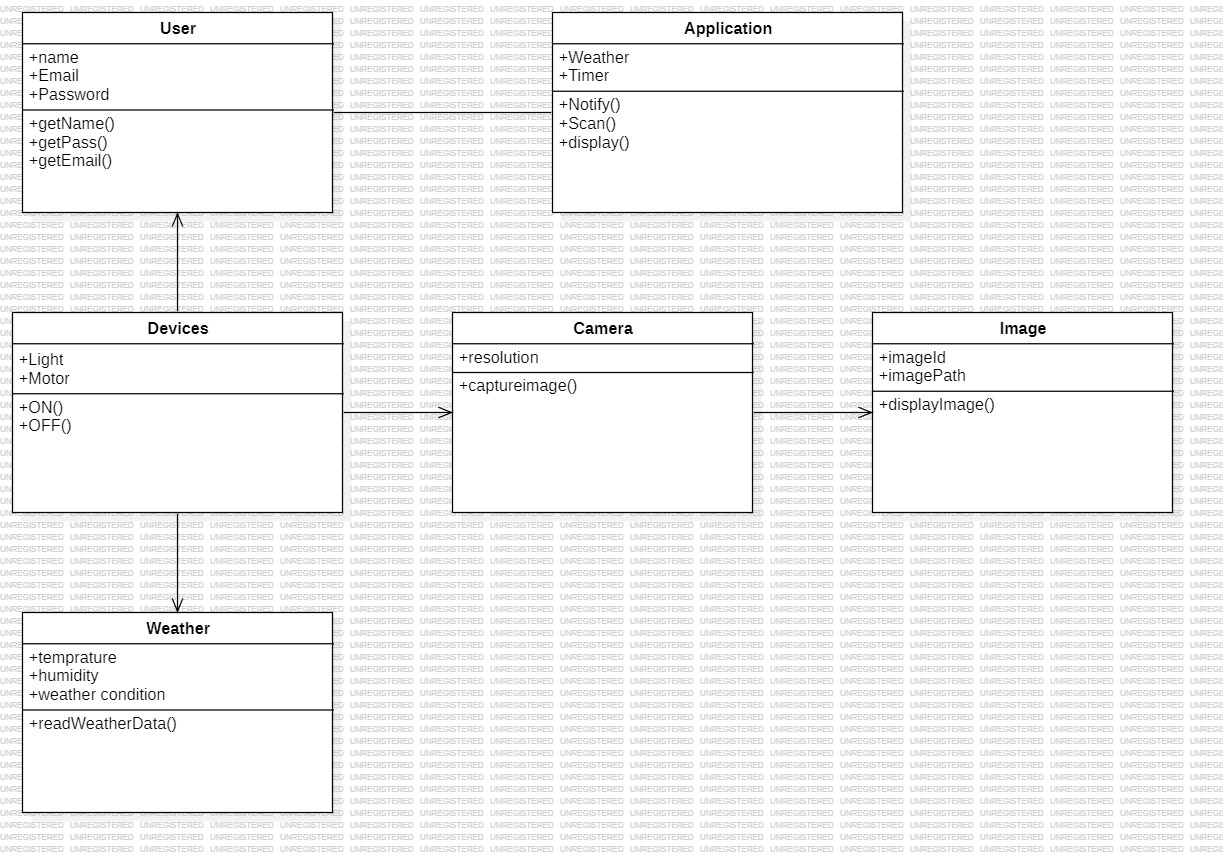 User
+name
+Email
+Password
+getName()
+getPass()
+getEmail()
Application
+Weather
+Timer
+Notify()
+Scan()
+display()
Devices
+Light
+Motor
+ON()
+OFF()
Camera
+resolution
+captureimage()
Image
+imageId
+imagePath
+displayImage()
Weather
+temprature
+humidity
+weather condition
+readWeatherData()
UNREGISTERED